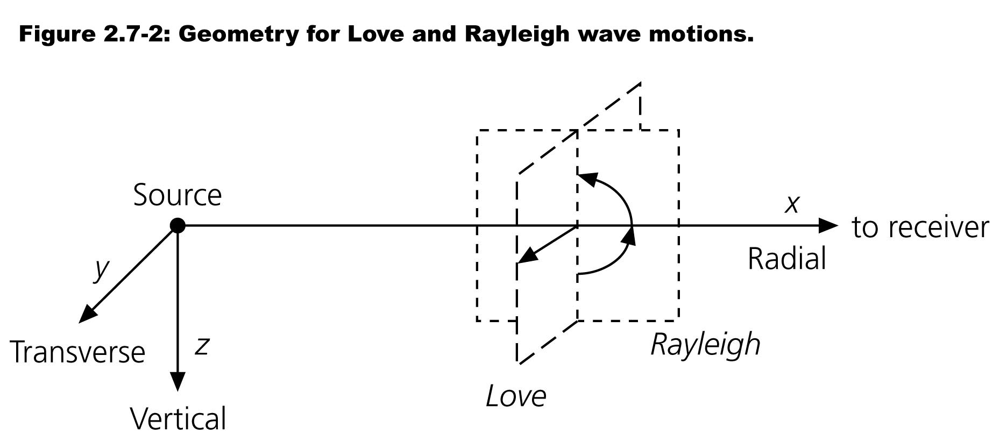 Figure 2.7-2: Geometry for Love and Rayleigh wave motions.
Source
x
to receiver
Radial
y
Transverse
z
Rayleigh
Love
Vertical